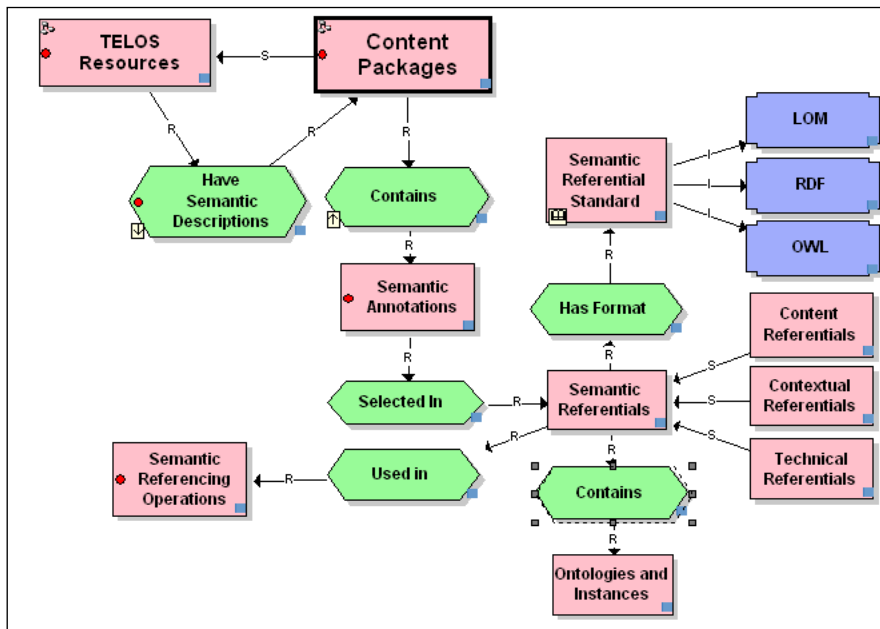 TELOS
Resources
S
Content
Packages
R
R
R
Have
Semantic
Descriptions
Contains
R
Semantic
Annotations
R
Selected In
R
Semantic
Referentials
R
Used in
R
Semantic
Referencing
Operations
Semantic
Referential
Standard
I
I
I
LOM
RDF
OWL
R
Has Format
R
S
S
S
Content
Referentials
Contextual
Referentials
Technical
Referentials
R
Contains
R
Ontologies and
Instances